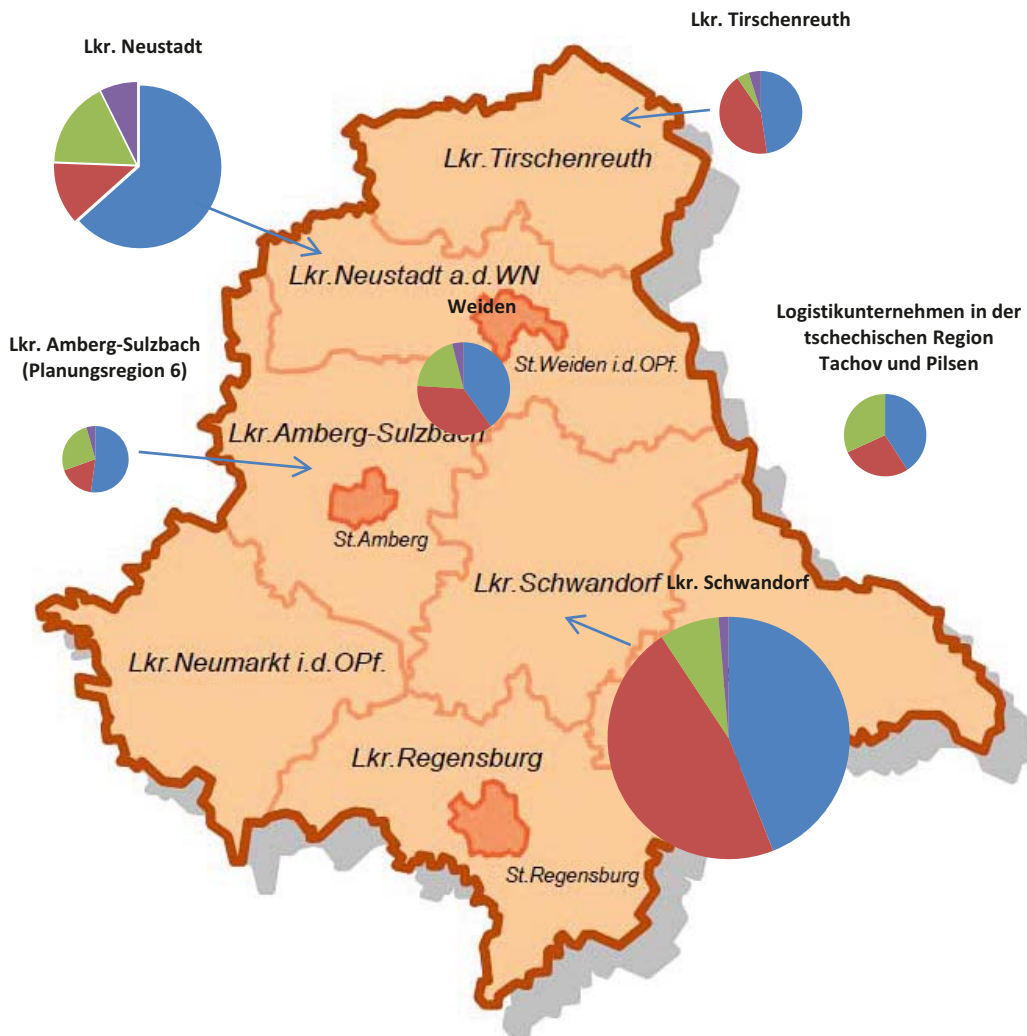 Lkr. Tirschenreuth
Lkr. Neustadt
Lkr.Tirschenreuth
Lkr.Neustadt a.d.WN
Weiden
St.Weiden i.d.OPf.
Logistikunternehmen in der
tschechischen Region
Tachov und Pilsen
Lkr. Amberg-Sulzbach
(Planungsregion 6)
Lkr.Amberg-Sulzbach
St.Amberg
Lkr.Schwandorf
Lkr. Schwandorf
Lkr.Neumarkt i.d.OPf.
Lkr.Regensburg
St.Regensburg